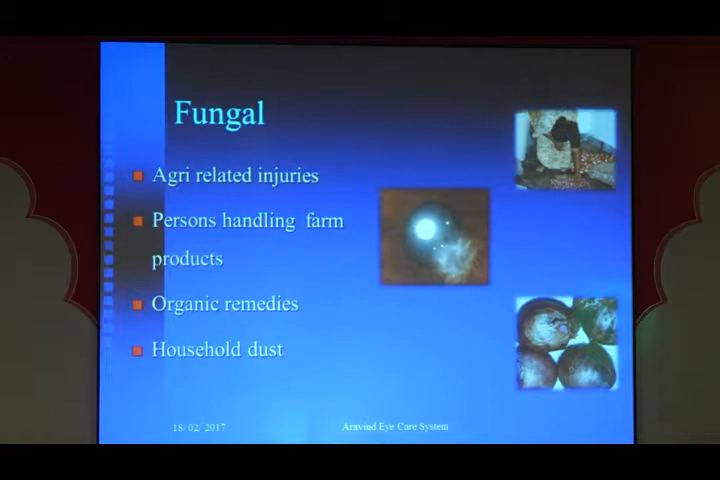 Fungal
Agri related injuries
Persons handling farm
products
Organic remedies
Household dust
18/02/2017
Aravind Eye Care System